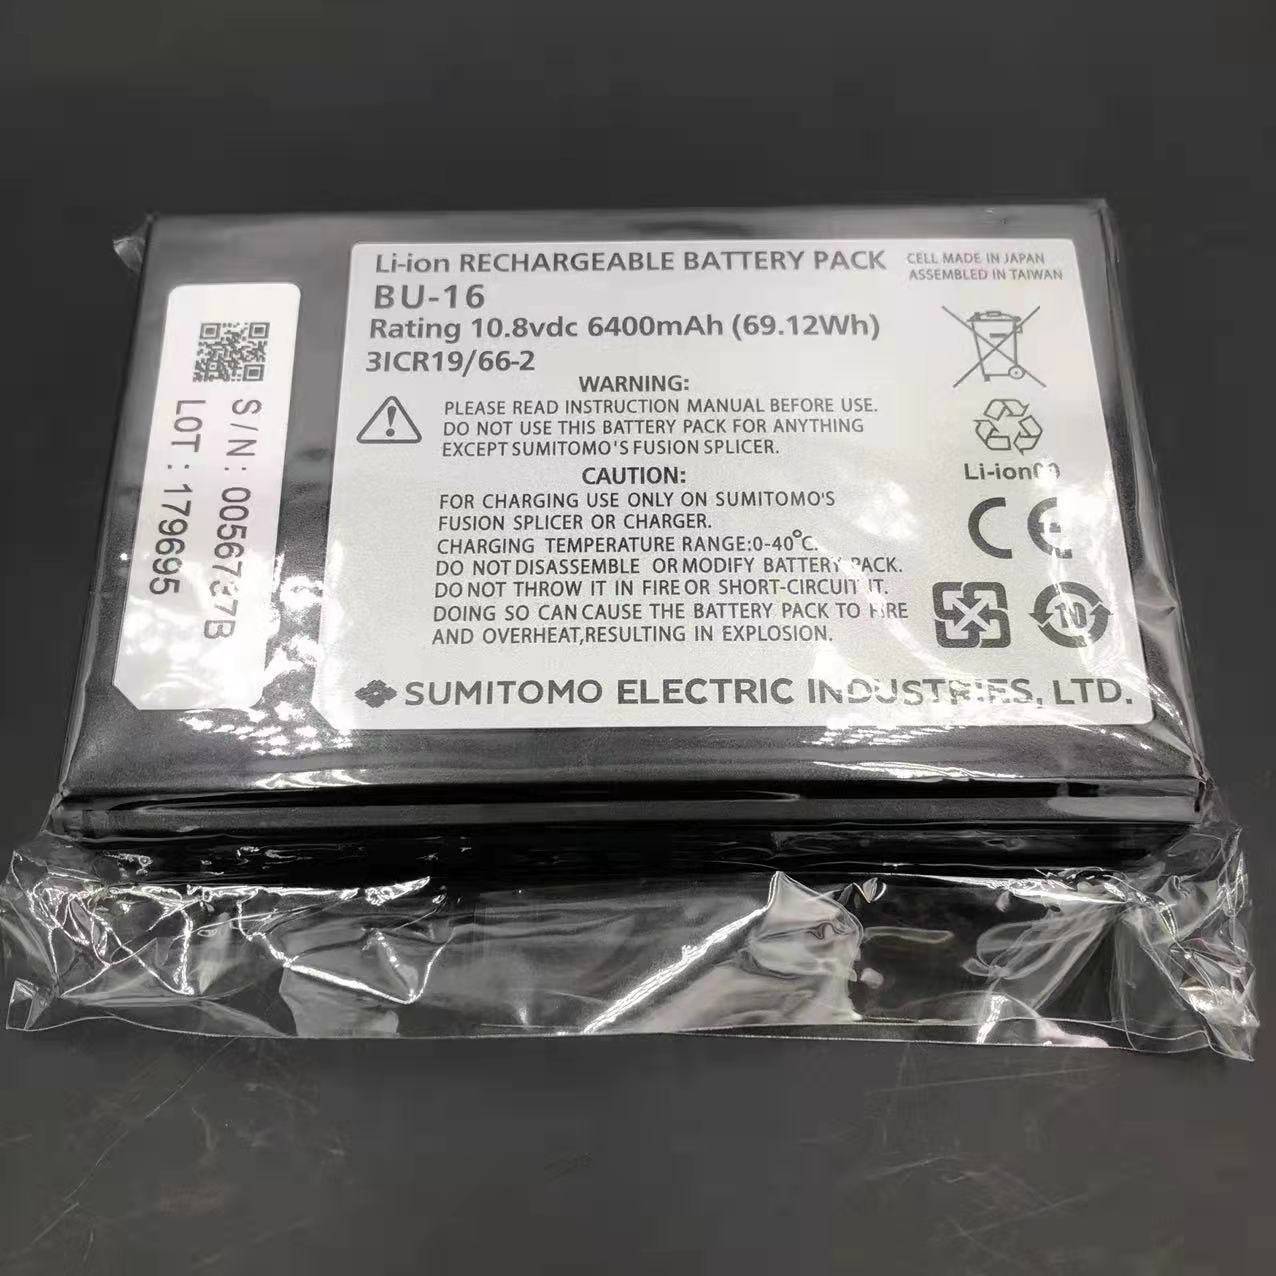 Li-ion RECHARGEABLE BATTERY PACK
BU-16
Rating 10.8vdc 6400mAh (69.12Wh)
3ICR19/66-2
CELL MADE IN JAPAN
ASSEMBLED IN TAIWAN
WARNING:
PLEASE READ INSTRUCTION MANUAL BEFORE USE.
DO NOT USE THIS BATTERY PACK FOR ANYTHING
EXCEPT SUMITOMO'S FUSION SPLICER.
CAUTION:
FOR CHARGING USE ONLY ON SUMITOMO'S
FUSION SPLICER OR CHARGER.
CHARGING TEMPERATURE RANGE:0-40°C.
DO NOT DISASSEMBLE OR MODIFY BATTERY PACK.
DO NOT THROW IT IN FIRE OR SHORT-CIRCUIT IT.
DOING SO CAN CAUSE THE BATTERY PACK TO FIRE
AND OVERHEAT,RESULTING IN EXPLOSION.
Li-ion00
CE
10
SUMITOMO ELECTRIC INDUSTRIES, LTD.
S/N: 0056737B
LOT : 179695